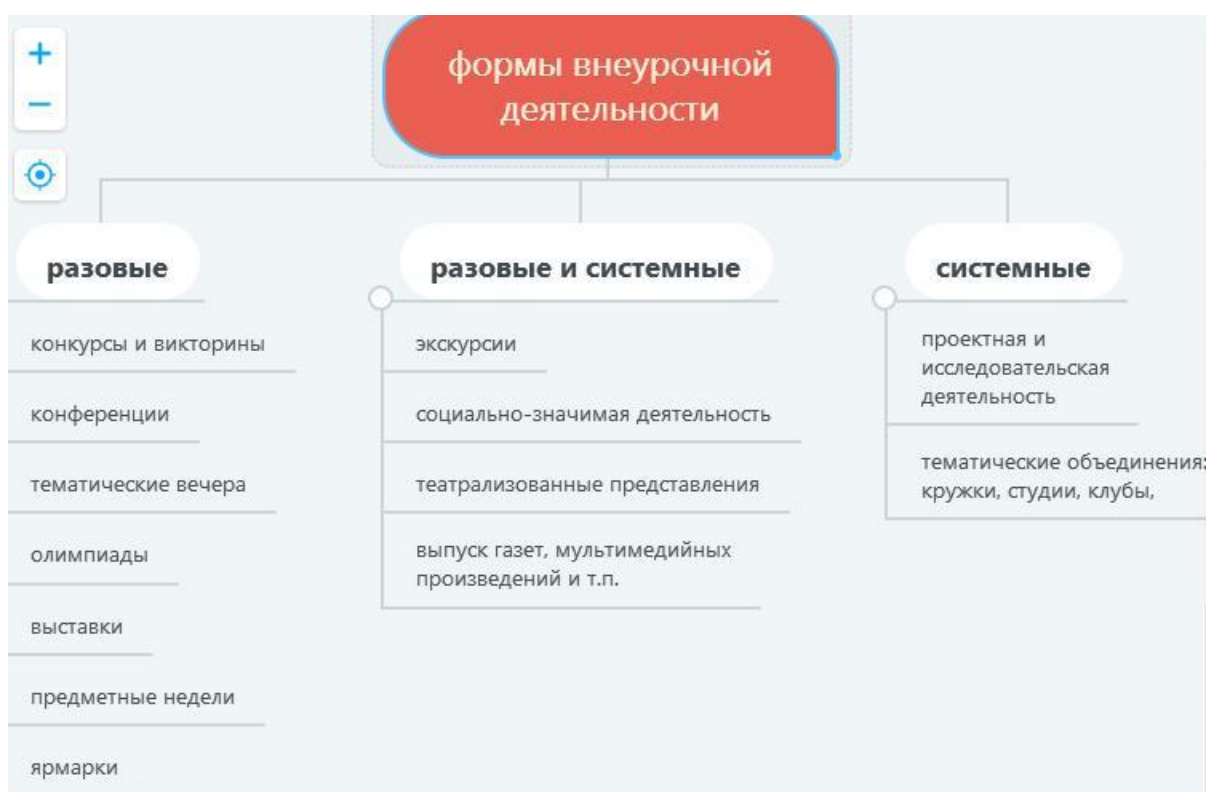 формы внеурочной
деятельности
разовые
конкурсы и викторины
конференции
тематические вечера
олимпиады
выставки
предметные недели
ярмарки
разовые и системные
экскурсии
социально-значимая деятельность
театрализованные представления
выпуск газет, мультимедийных
произведений и т.п.
системные
проектная и
исследовательская
деятельность
тематические объединения:
кружки, студии, клубы,